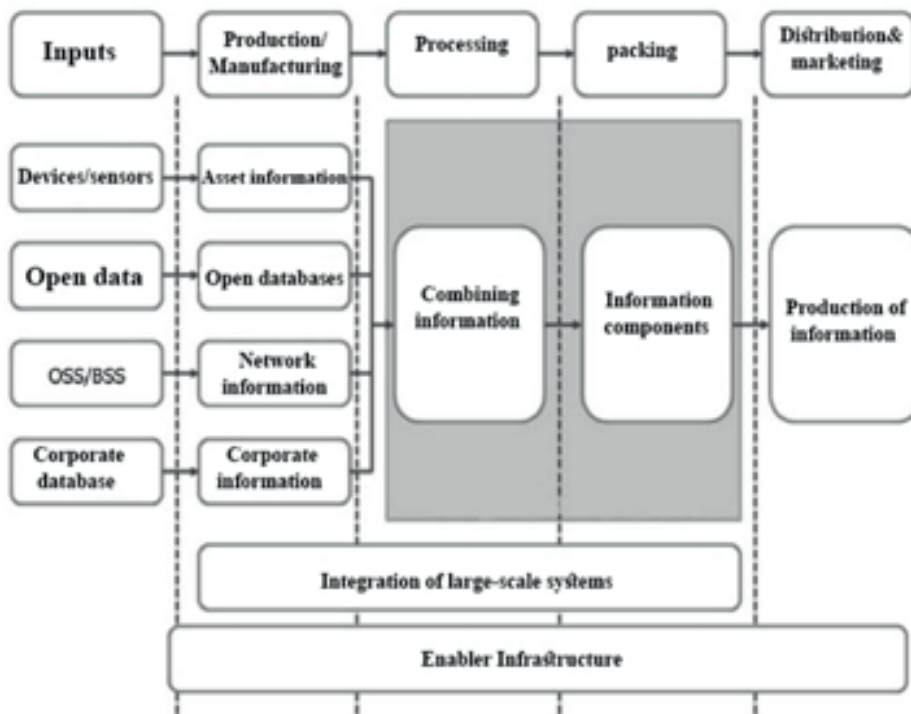 Inputs
Production/
Manufacturing
Processing
packing
Distribution&
marketing
Devices/sensors
Asset information
Open data
Open databases
OSS/BSS
Network
information
Corporate
database
Corporate
information
Combining
information
Information
components
Production of
information
Integration of large-scale systems
Enabler Infrastructure